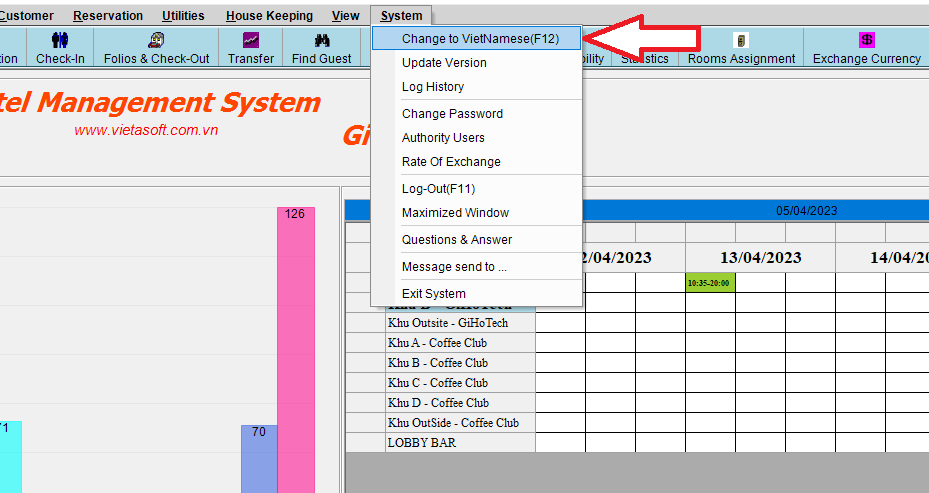 Customer Reservation Utilities House Keeping View System
Check-In Folios & Check-Out Transfer Find Guest Statistics Rooms Assignment Exchange Currency
Change to VietNamese(F12)
Update Version
Log History
Change Password
Authority Users
Rate Of Exchange
Log-Out(F11)
Maximized Window
Questions & Answer
Message send to ...
Exit System
tel Management System
www.vietasoft.com.vn
Gi
126
70
71
05/04/2023
2/04/2023 13/04/2023 14/04/20
10:35-20:00
Khu Outsite - GiHoTech
Khu A - Coffee Club
Khu B - Coffee Club
Khu C - Coffee Club
Khu D - Coffee Club
Khu OutSide - Coffee Club
LOBBY BAR